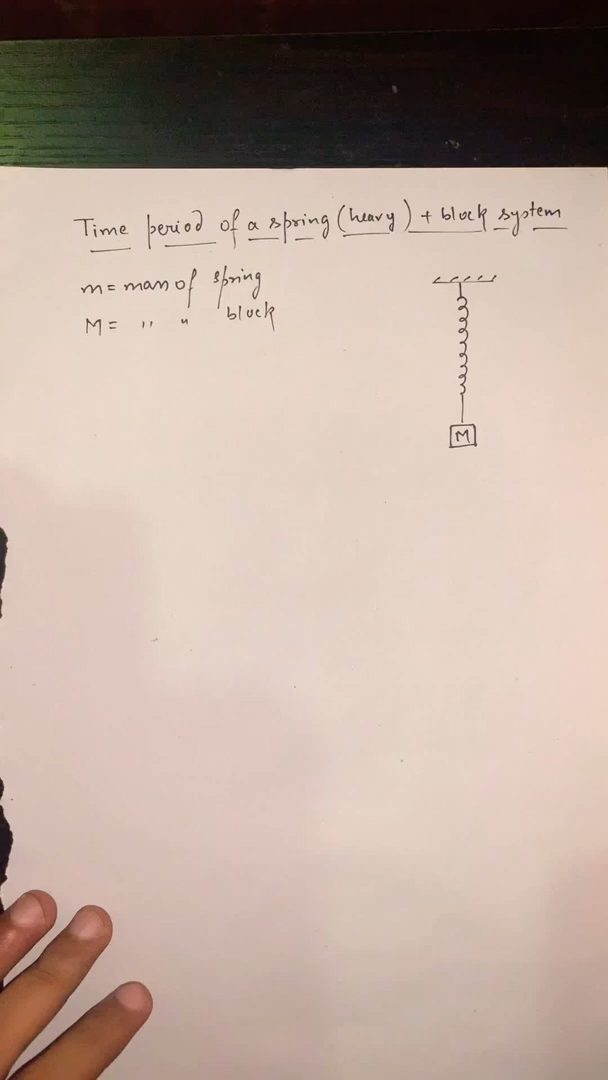 Time period of a spring (heavy) + block system
m = mass of spring
M = " " block
M